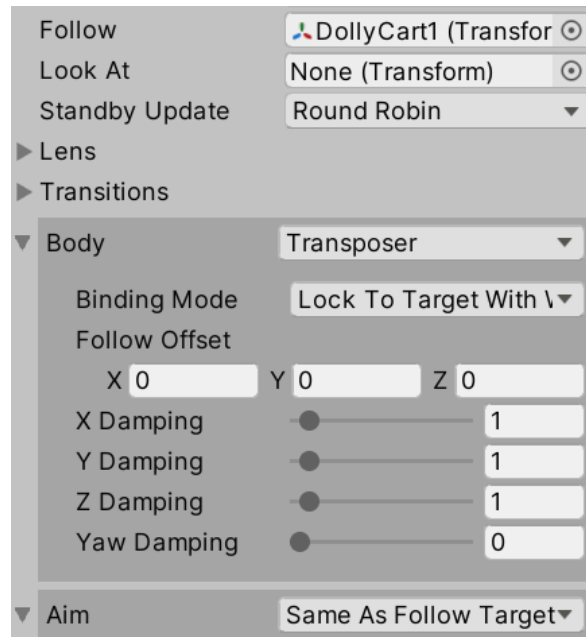 Follow DollyCart1 (Transfor
Look At None (Transform)
Standby Update Round Robin
Lens
Transitions
Body Transposer
Binding Mode Lock To Target With
Follow Offset
X 0 Y 0 Z 0
X Damping 1
Y Damping 1
Z Damping 1
Yaw Damping 0
Aim Same As Follow Target